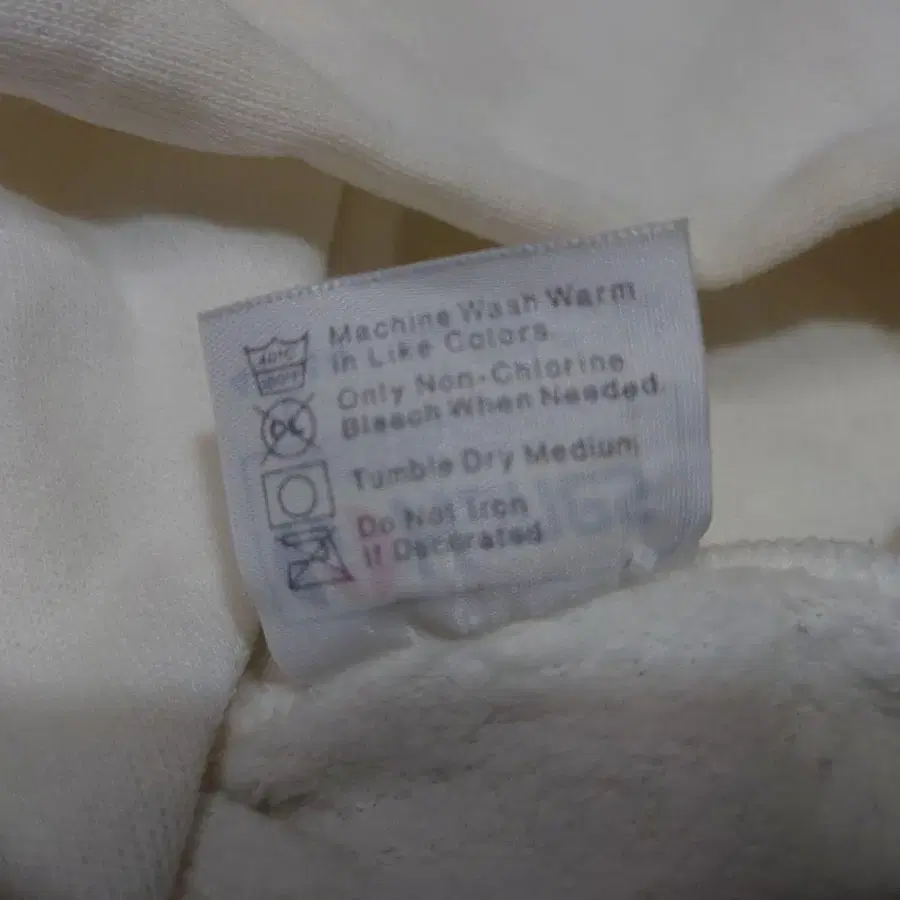 40°C
Machine Wash Warm
in Like Colors.
Only Non-Chlorine
Bleach When Needed.
Tumble Dry Medium
Do Not Iron
If Decorated